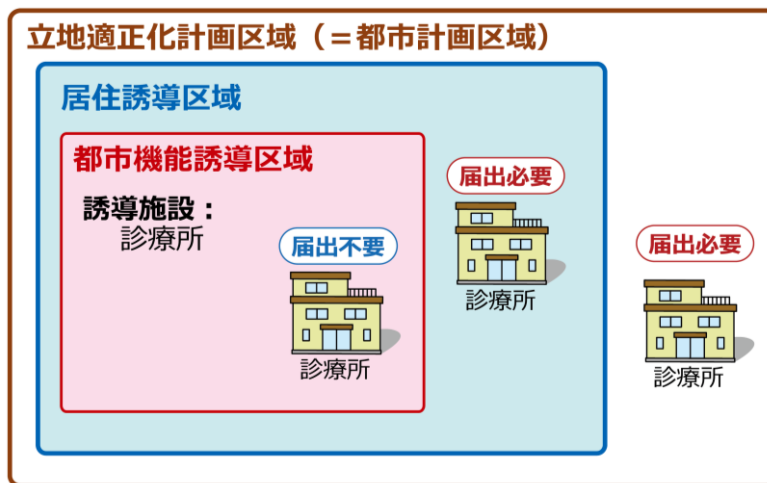 立地適正化計画区域（＝都市計画区域）
居住誘導区域
都市機能誘導区域
誘導施設：
診療所
届出不要
診療所
届出必要
診療所
届出必要
診療所